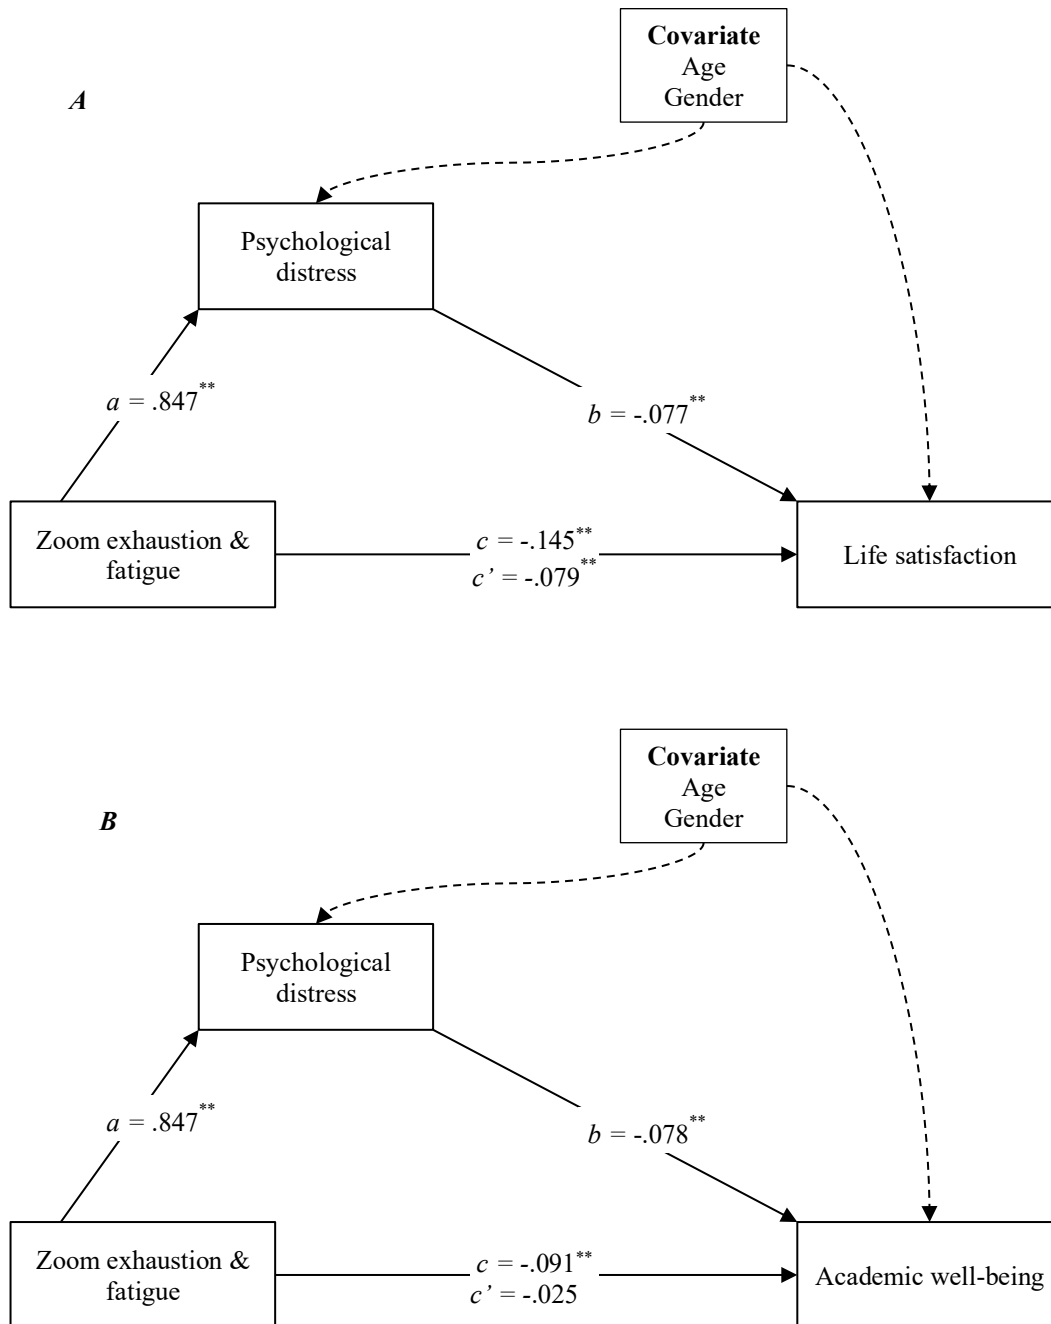 Covariate
Age
Gender
A
Psychological
distress
a = .847**
b = -.077**
Zoom exhaustion &
fatigue
c = -.145**
c’ = -.079**
Life satisfaction
Covariate
Age
Gender
B
Psychological
distress
a = .847**
b = -.078**
Zoom exhaustion &
fatigue
c = -.091**
c’ = -.025
Academic well-being